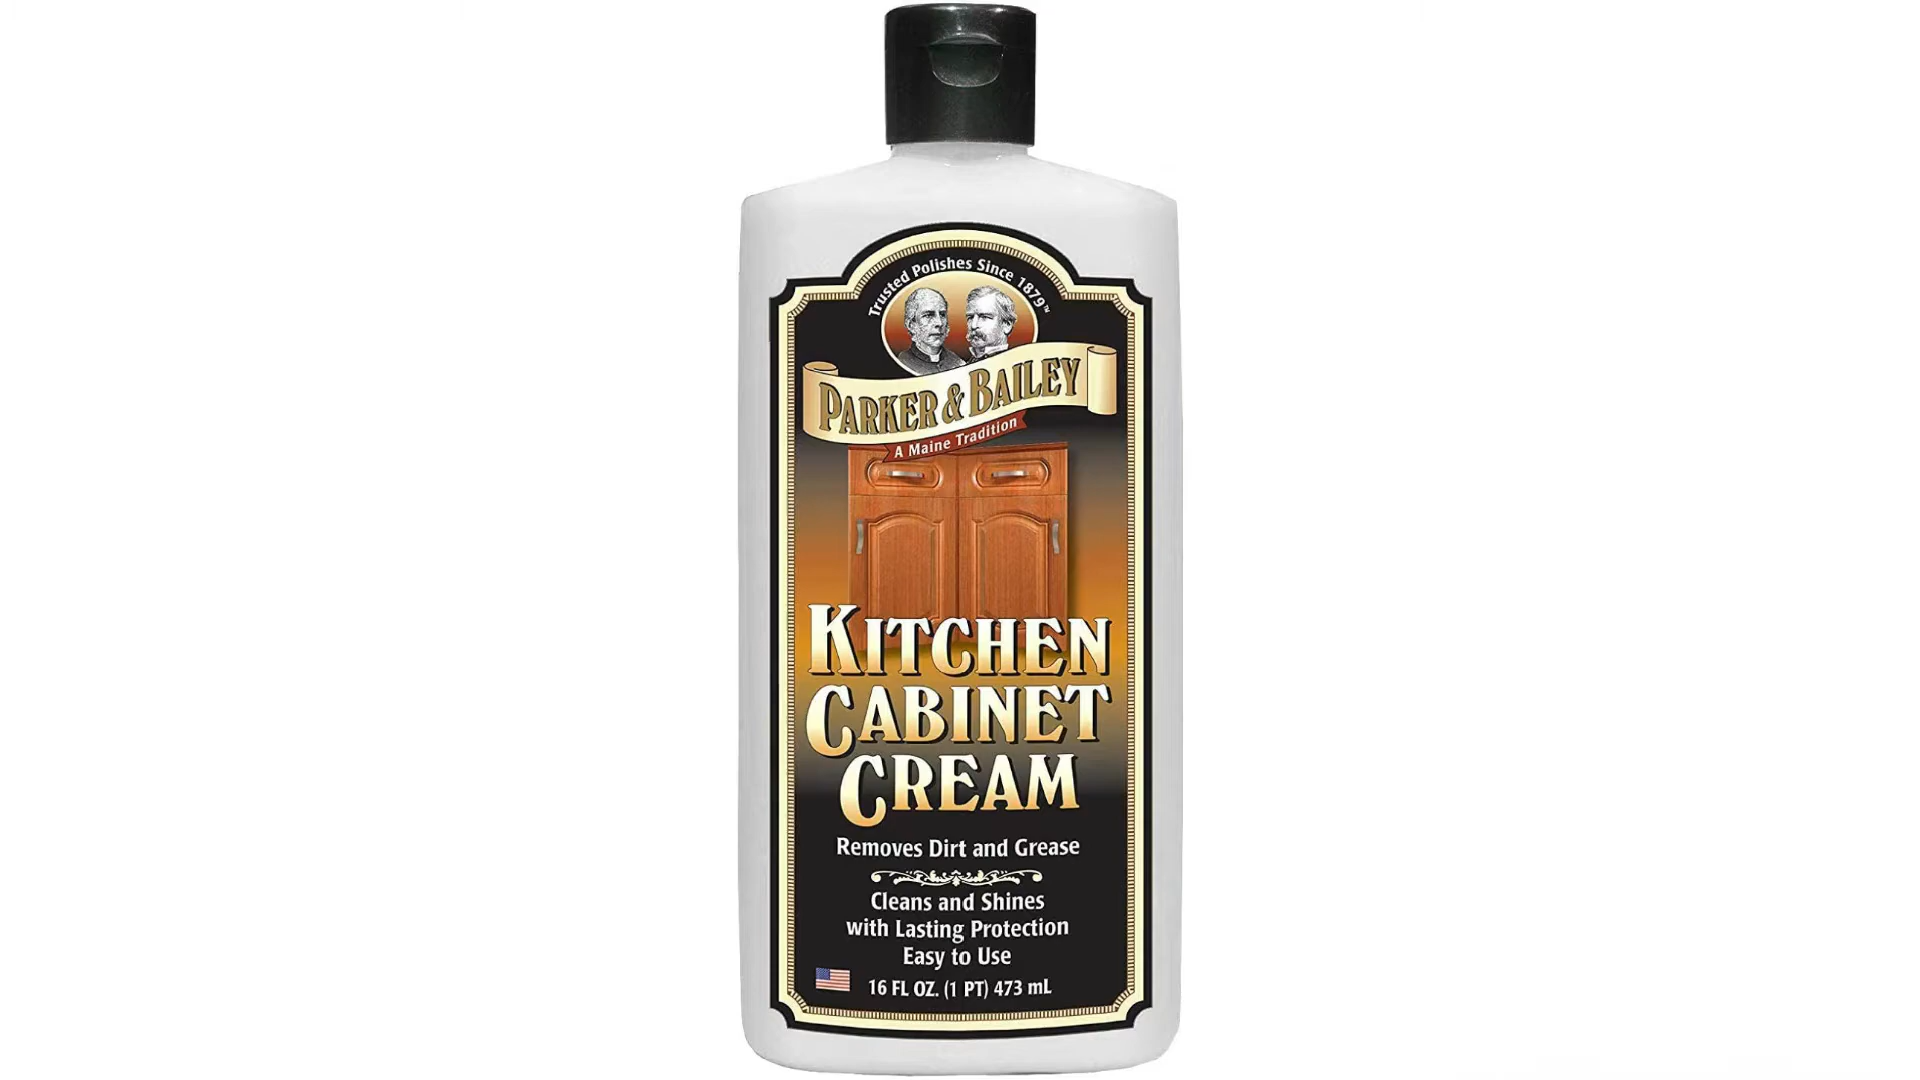 Trusted Polishes Since 1879™
PARKER & BAILEY
A Maine Tradition
KITCHEN
CABINET
CREAM
Removes Dirt and Grease
Cleans and Shines
with Lasting Protection
Easy to Use
16 FL OZ. (1 PT) 473 mL